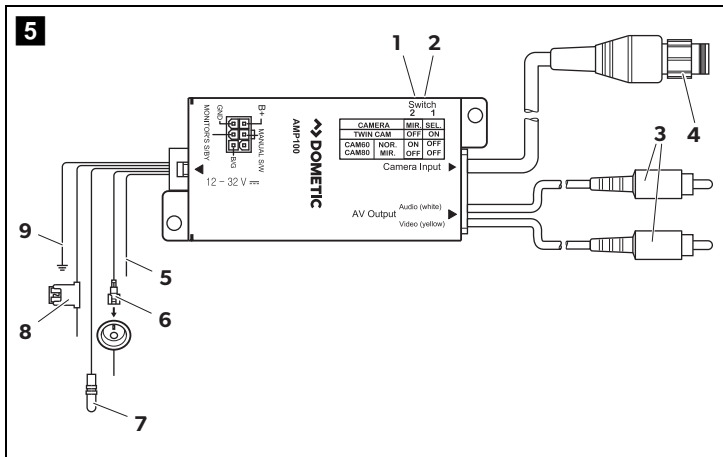 5
1 2
Switch
2 1
CAMERA MIR. SEL.
TWIN CAM OFF ON
CAM60 NOR. ON OFF
CAM80 MIR. OFF OFF
Camera Input
Audio (white)
AV Output
Video (yellow)
DOMETIC
AMP100
B+
GND
MANUAL S/W
MONITOR'S S/BY
B/G
12 – 32 V
3
4
5
6
7
8
9